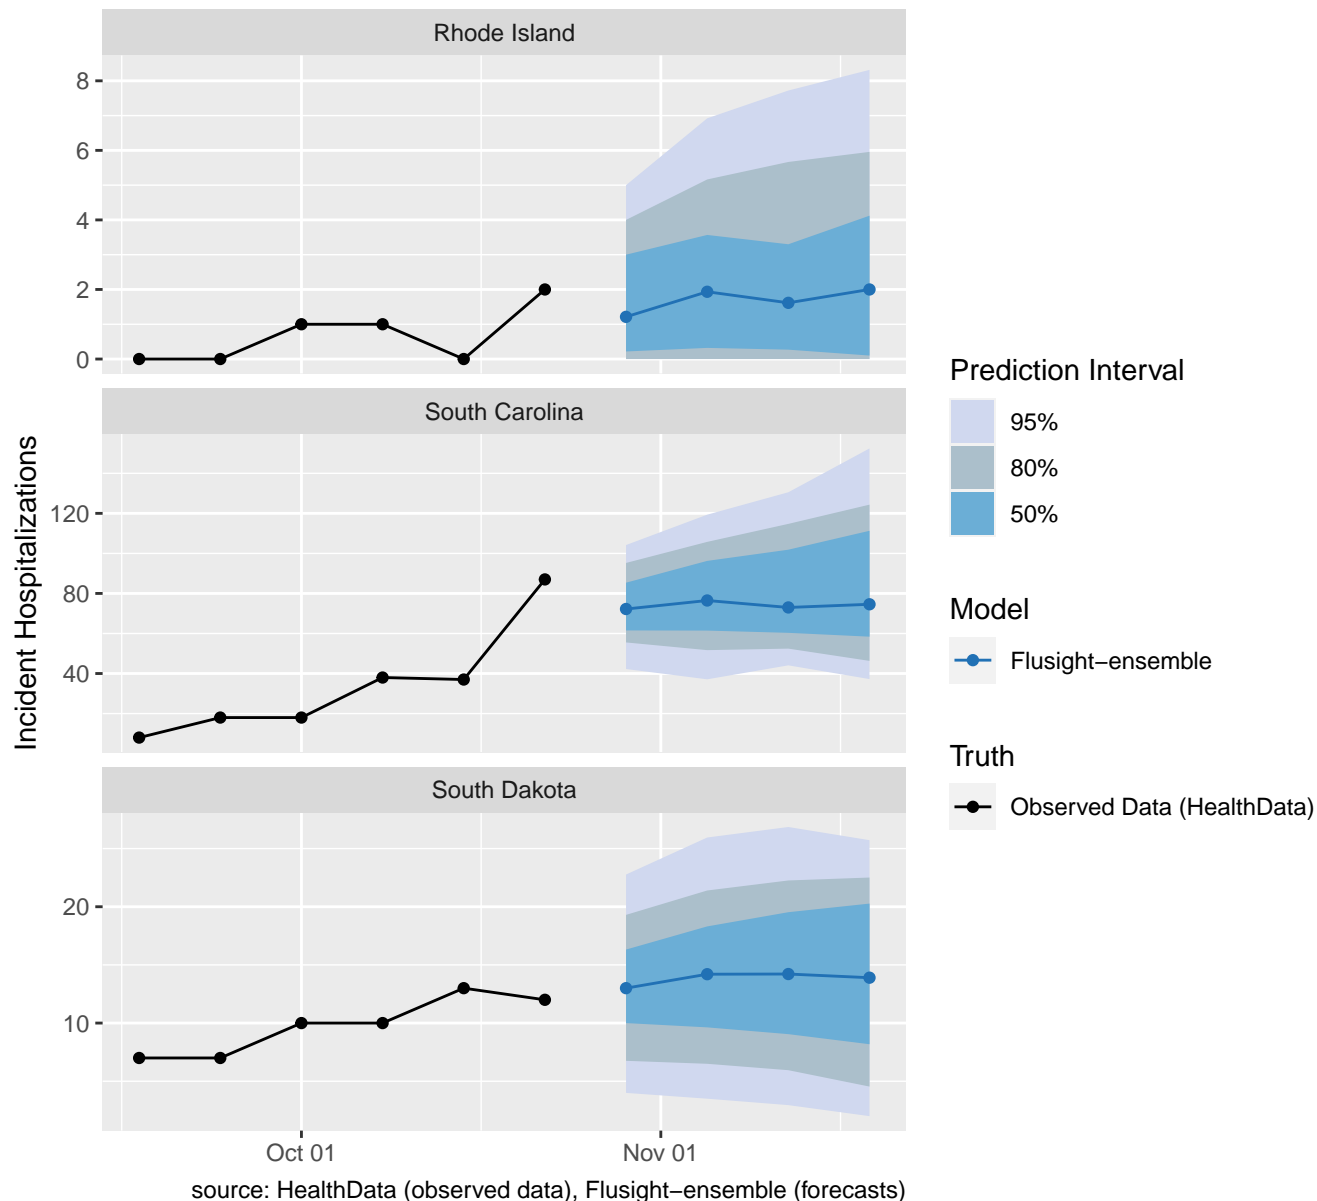 Rhode Island
8
6
4
2
0
South Carolina
120
80
40
South Dakota
20
10
Oct 01
Nov 01
Incident Hospitalizations
source: HealthData (observed data), Flusight−ensemble (forecasts)
Prediction Interval
95%
80%
50%
Model
Flusight−ensemble
Truth
Observed Data (HealthData)